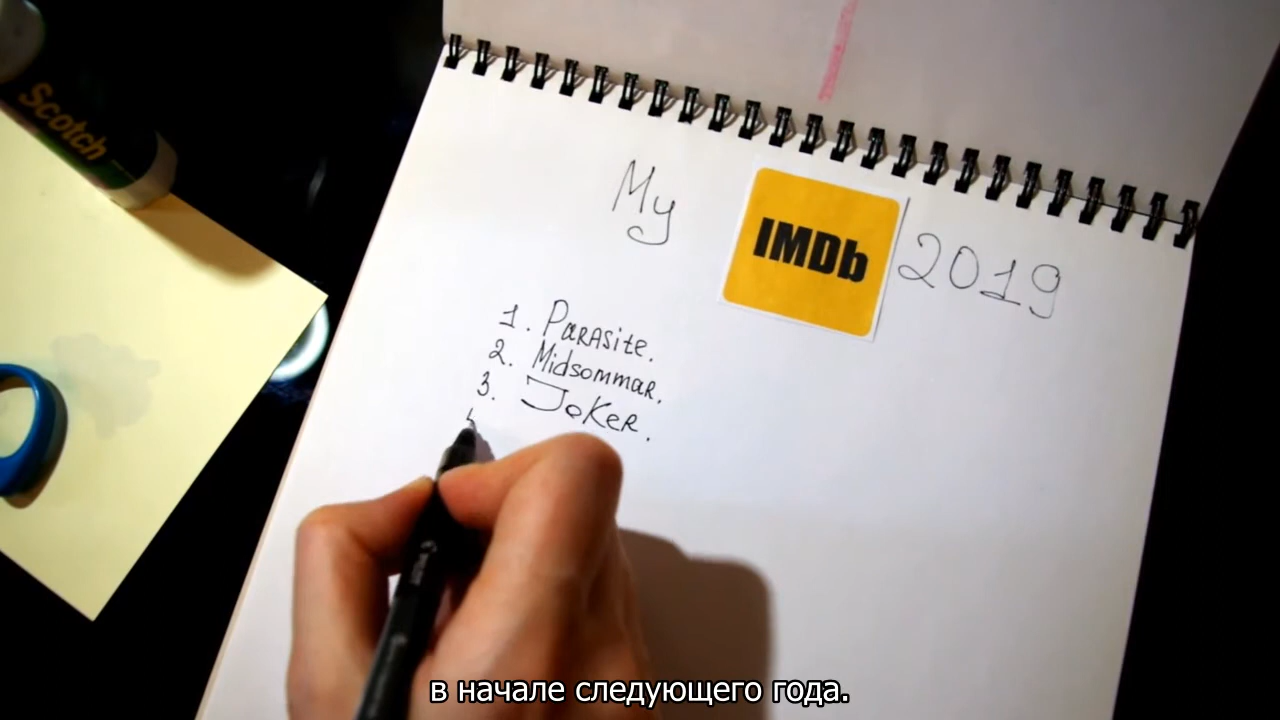 Scotch
My IMDb 2019
1. Parasite.
2. Midsommar.
3. Joker.
в начале следующего года.